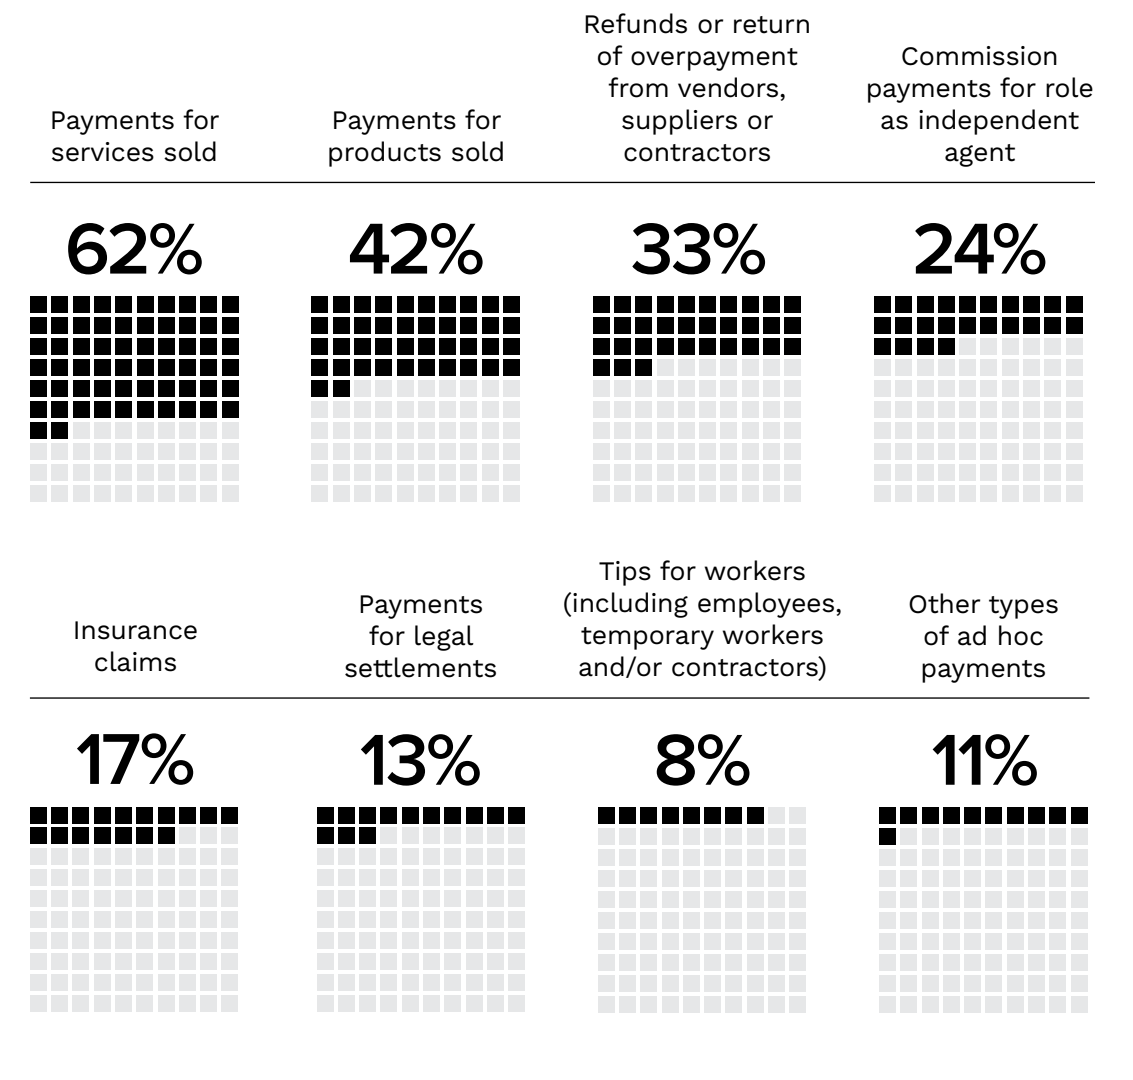 Payments for
services sold
Payments for
products sold
Refunds or return
of overpayment
from vendors,
suppliers or
contractors
Commission
payments for role
as independent
agent
62%
42%
33%
24%
Insurance
claims
Payments
for legal
settlements
Tips for workers
(including employees,
temporary workers
and/or contractors)
Other types
of ad hoc
payments
17%
13%
8%
11%